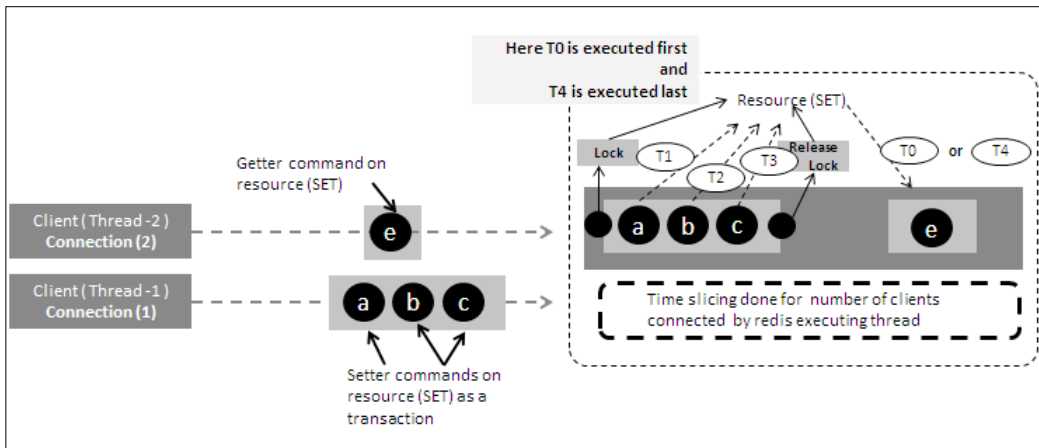 Here T0 is executed first
and
T4 is executed last
Resource (SET)
Lock
T1
T2
T3
Release
Lock
T0
or
T4
Getter command on
resource (SET)
Client ( Thread -2 )
Connection (2)
e
a
b
c
e
Client ( Thread -1 )
Connection (1)
a
b
c
Time slicing done for number of clients
connected by redis executing thread
Setter commands on
resource (SET) as a
transaction